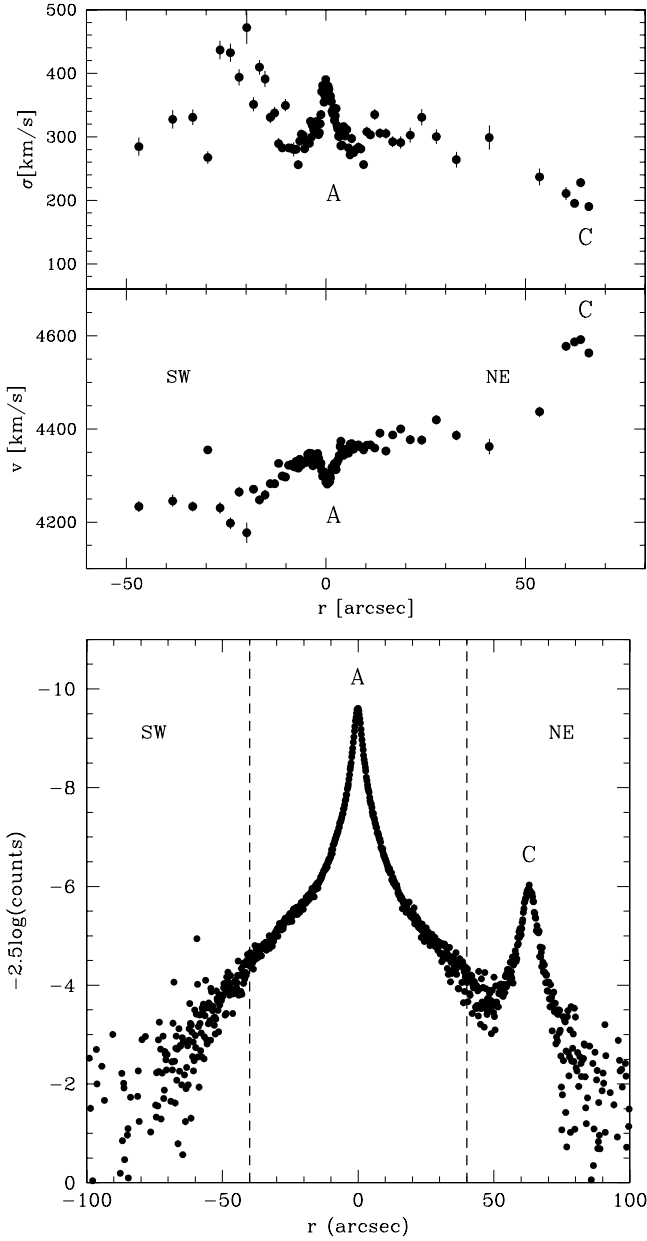 500
400
300
200
100
σ[km/s]
A
C
4600
4400
4200
v [km/s]
SW
NE
C
A
−50
0
50
r [arcsec]
−10
−8
−6
−4
−2
0
−2.5log(counts)
A
SW
NE
C
−100
−50
0
50
100
r (arcsec)